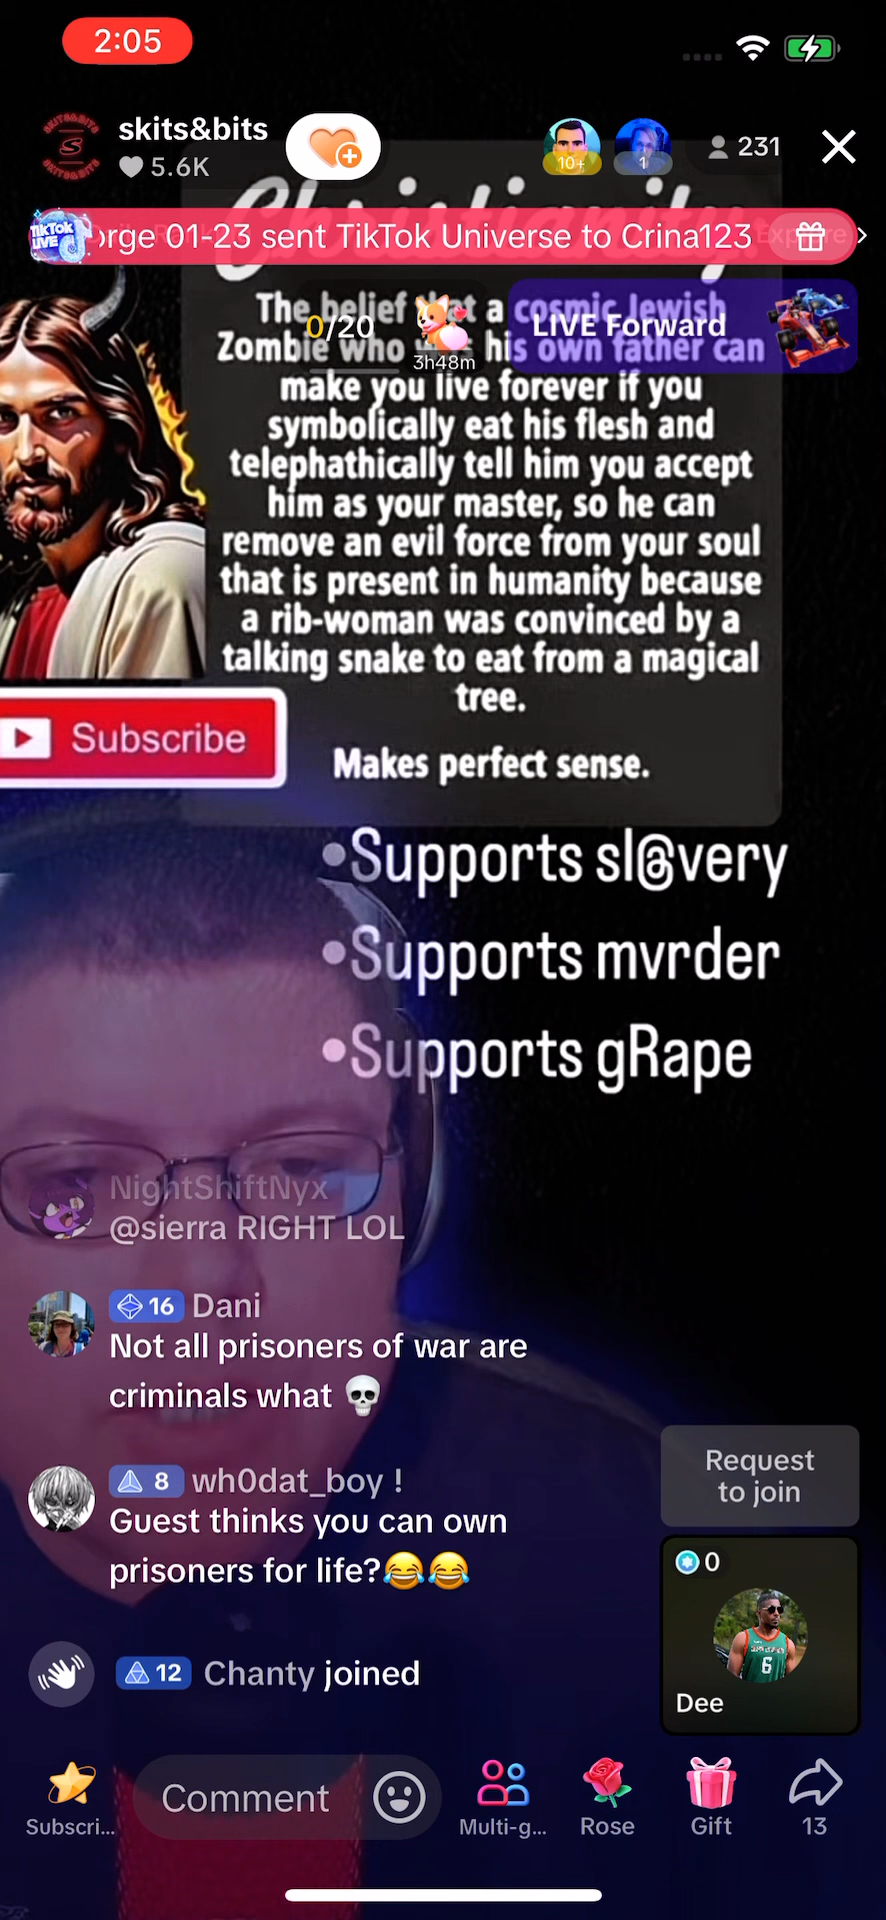 2:05
skits&bits
5.6K
10+
1
231
Christianity
orge 01-23 sent TikTok Universe to Crina123
TikTok
LIVE
The belief that a cosmic Jewish
0/20
LIVE Forward
Zombie who his own father can
3h48m
make you live forever if you
symbolically eat his flesh and
telephathically tell him you accept
him as your master, so he can
remove an evil force from your soul
that is present in humanity because
a rib-woman was convinced by a
talking snake to eat from a magical
tree.
Subscribe
Makes perfect sense.
•Supports sl@very
•Supports mvrder
•Supports gRape
NightShiftNyx
@sierra RIGHT LOL
16 Dani
Not all prisoners of war are
criminals what 💀
8 wh0dat_boy !
Guest thinks you can own
prisoners for life?😂😂
12 Chanty joined
Request
to join
0
6
Dee
Subscri...
Comment
Multi-g...
Rose
Gift
13